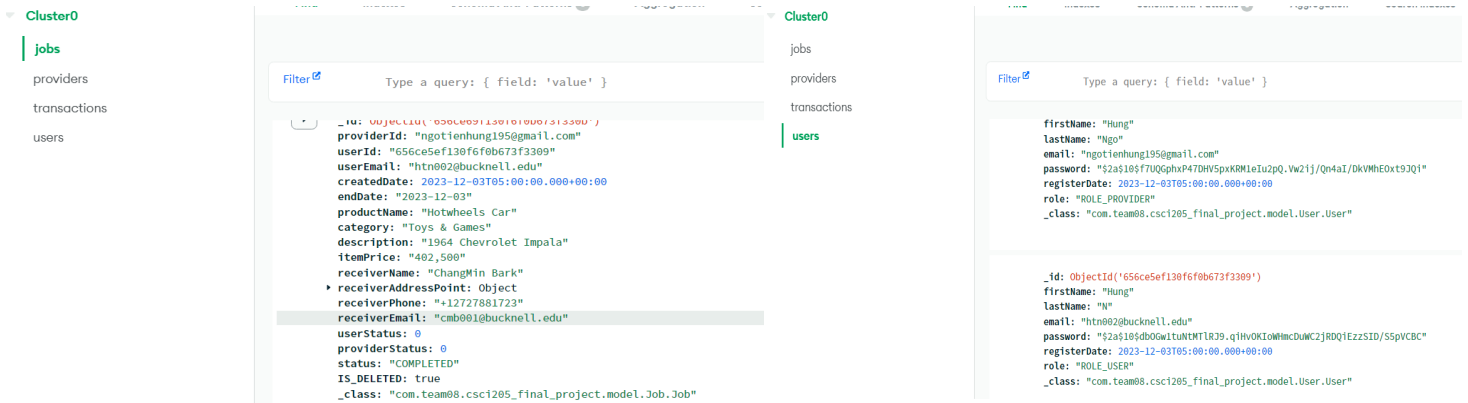 Cluster0
jobs
providers
transactions
users
Filter
Type a query: { field: 'value' }
_id: ObjectId('656ce69f130f6f0b673f330b')
providerId: "ngotienhung195@gmail.com"
userId: "656ce5ef130f6f0b673f3309"
userEmail: "htn002@bucknell.edu"
createdDate: 2023-12-03T05:00:00.000+00:00
endDate: "2023-12-03"
productName: "Hotwheels Car"
category: "Toys & Games"
description: "1964 Chevrolet Impala"
itemPrice: "402,500"
receiverName: "ChangMin Bark"
receiverAddressPoint: Object
receiverPhone: "+12727881723"
receiverEmail: "cmb001@bucknell.edu"
userStatus: 0
providerStatus: 0
status: "COMPLETED"
IS_DELETED: true
_class: "com.team08.csci205_final_project.model.Job.Job"
Cluster0
jobs
providers
transactions
users
Filter
Type a query: { field: 'value' }
firstName: "Hung"
lastName: "Ngo"
email: "ngotienhung195@gmail.com"
password: "$2a$10$f7UQGphxP47DHV5pxKRM1eIu2pQ.Vw2ij/Qn4aI/DkVMhEOxt9JQi"
registerDate: 2023-12-03T05:00:00.000+00:00
role: "ROLE_PROVIDER"
_class: "com.team08.csci205_final_project.model.User.User"
_id: ObjectId('656ce5ef130f6f0b673f3309')
firstName: "Hung"
lastName: "N"
email: "htn002@bucknell.edu"
password: "$2a$10$dbOGw1tuNtMTlRJ9.qiHvOKIoWHmcDuWC2jRDQiEzzSID/S5pVCBC"
registerDate: 2023-12-03T05:00:00.000+00:00
role: "ROLE_USER"
_class: "com.team08.csci205_final_project.model.User.User"